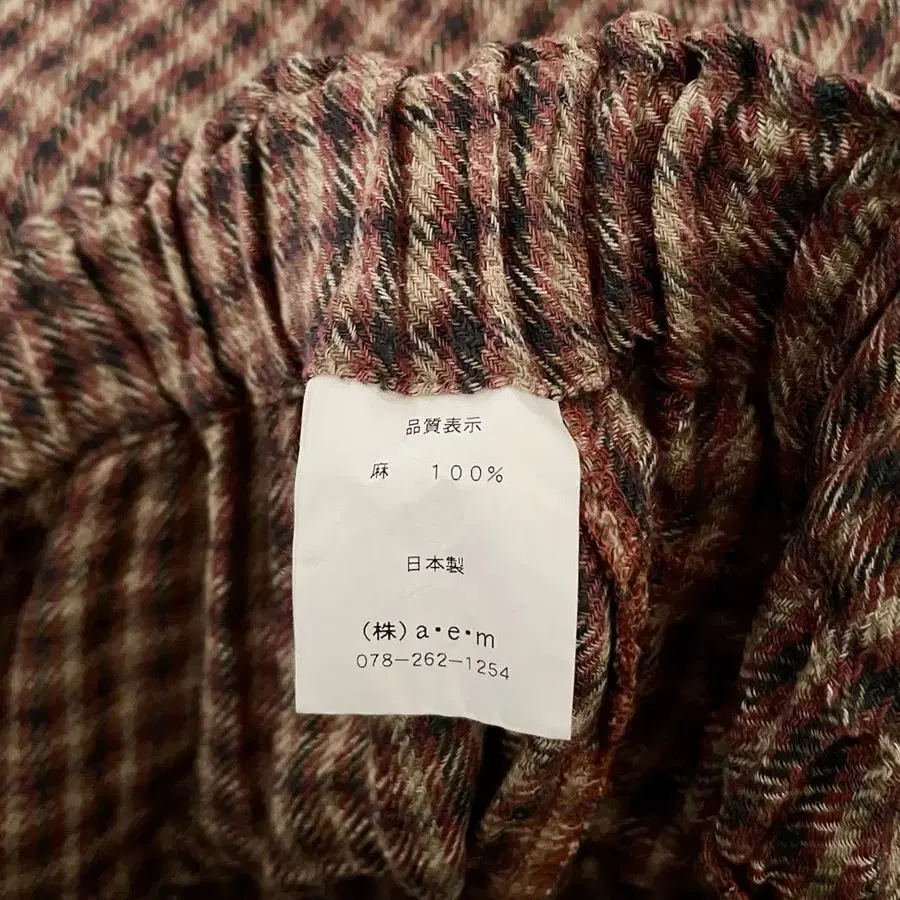 品質表示
麻 100%
日本製
(株)a・e・m
078-262-1254